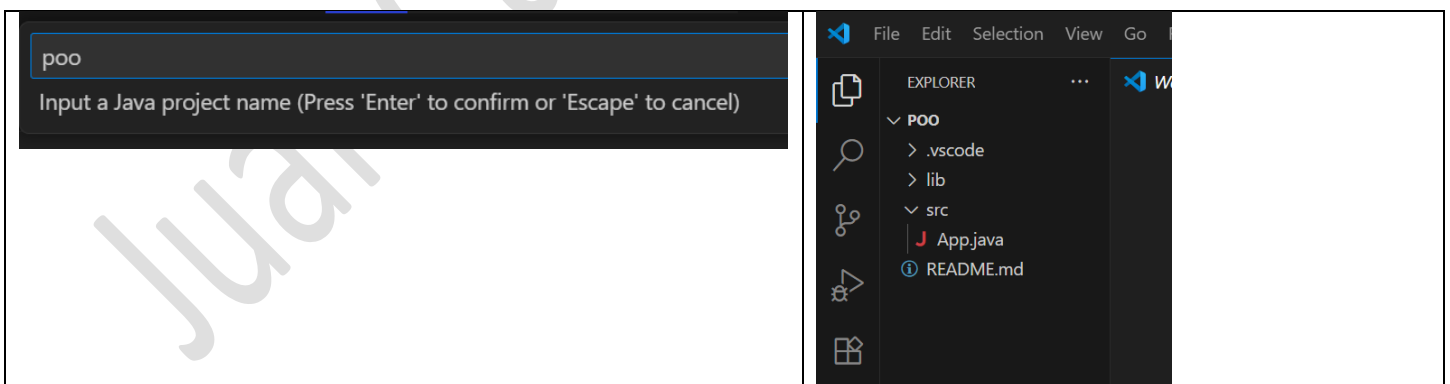 poo
Input a Java project name (Press 'Enter' to confirm or 'Escape' to cancel)
File Edit Selection View Go
EXPLORER ...
POO
.vscode
lib
src
J App.java
README.md